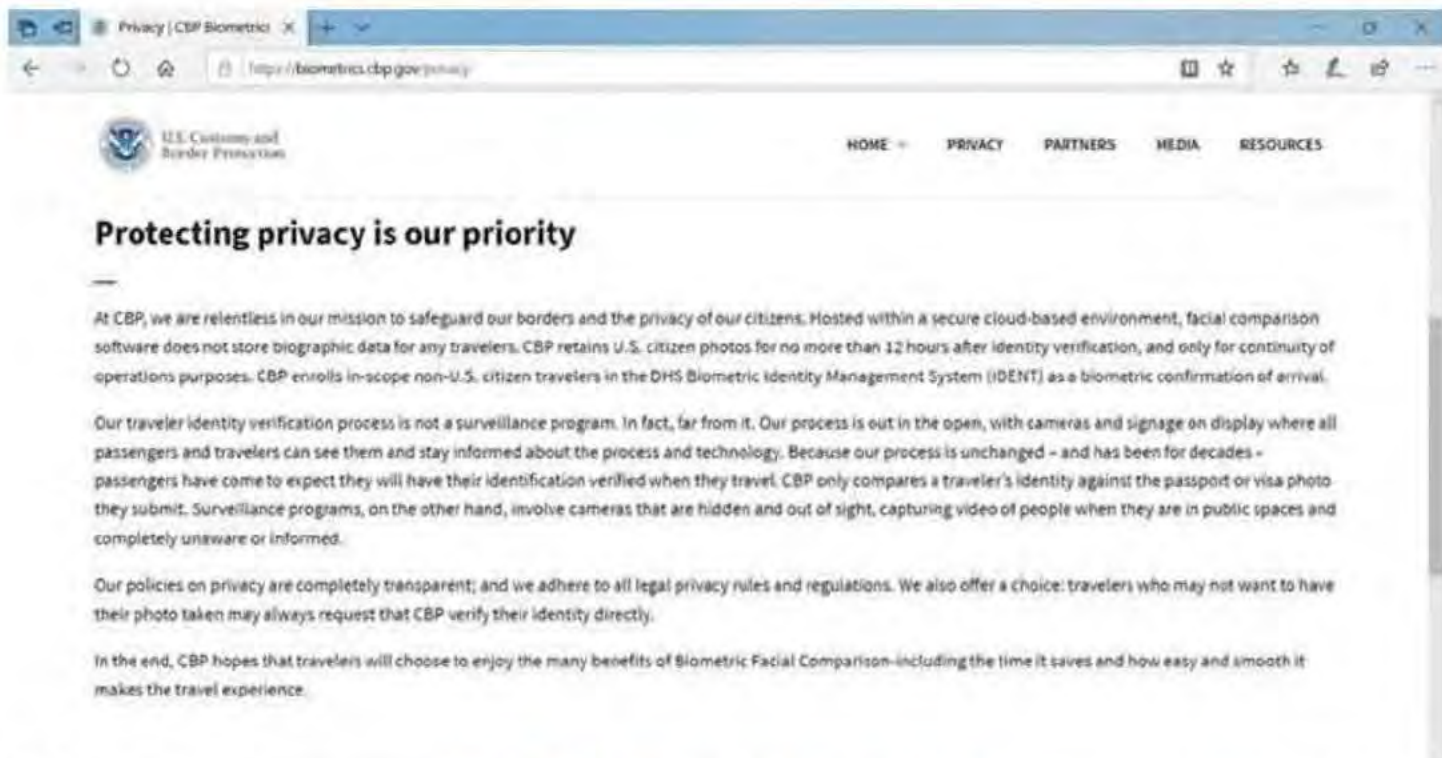 Privacy | CBP Biometrics
https://biometrics.cbp.gov/privacy
U.S. Customs and
Border Protection
HOME
PRIVACY
PARTNERS
MEDIA
RESOURCES
Protecting privacy is our priority
At CBP, we are relentless in our mission to safeguard our borders and the privacy of our citizens. Hosted within a secure cloud-based environment, facial comparison
software does not store biographic data for any travelers. CBP retains U.S. citizen photos for no more than 12 hours after identity verification, and only for continuity of
operations purposes. CBP enrolls in-scope non-U.S. citizen travelers in the DHS Biometric Identity Management System (IDENT) as a biometric confirmation of arrival.
Our traveler identity verification process is not a surveillance program. In fact, far from it. Our process is out in the open, with cameras and signage on display where all
passengers and travelers can see them and stay informed about the process and technology. Because our process is unchanged – and has been for decades –
passengers have come to expect they will have their identification verified when they travel. CBP only compares a traveler's identity against the passport or visa photo
they submit. Surveillance programs, on the other hand, involve cameras that are hidden and out of sight, capturing video of people when they are in public spaces and
completely unaware or informed.
Our policies on privacy are completely transparent; and we adhere to all legal privacy rules and regulations. We also offer a choice: travelers who may not want to have
their photo taken may always request that CBP verify their identity directly.
In the end, CBP hopes that travelers will choose to enjoy the many benefits of Biometric Facial Comparison–including the time it saves and how easy and smooth it
makes the travel experience.